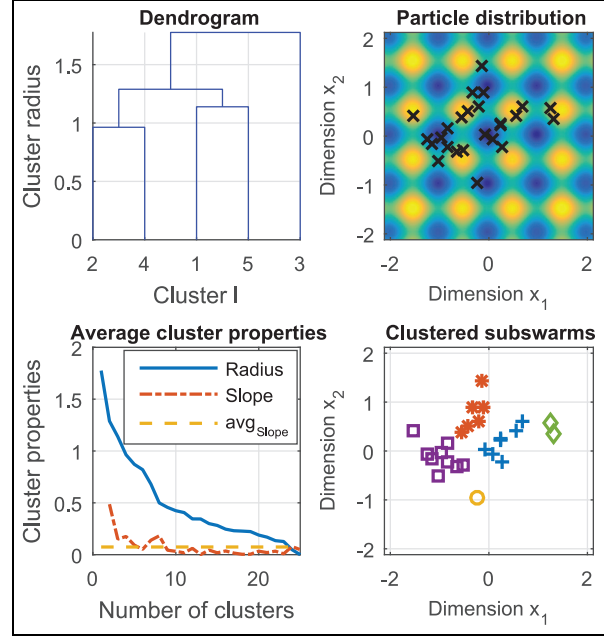 Dendrogram
Cluster radius
1.5
1
0.5
0
2 4 1 5 3
Cluster I
Particle distribution
Dimension x2
2
1
0
-1
-2
-2 0 2
Dimension x1
Average cluster properties
Cluster properties
2
1.5
1
0.5
0
Radius
Slope
avgSlope
0 10 20
Number of clusters
Clustered subswarms
Dimension x2
2
1
0
-1
-2
-2 0 2
Dimension x1